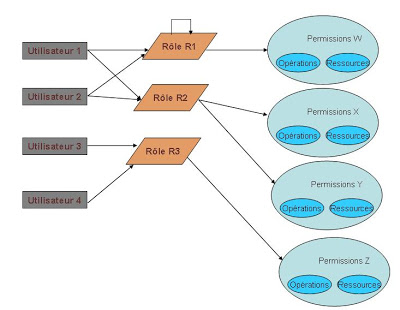 Utilisateur 1
Utilisateur 2
Utilisateur 3
Utilisateur 4
Rôle R1
Rôle R2
Rôle R3
Permissions W
Opérations Ressources
Permissions X
Opérations Ressources
Permissions Y
Opérations Ressources
Permissions Z
Opérations Ressources